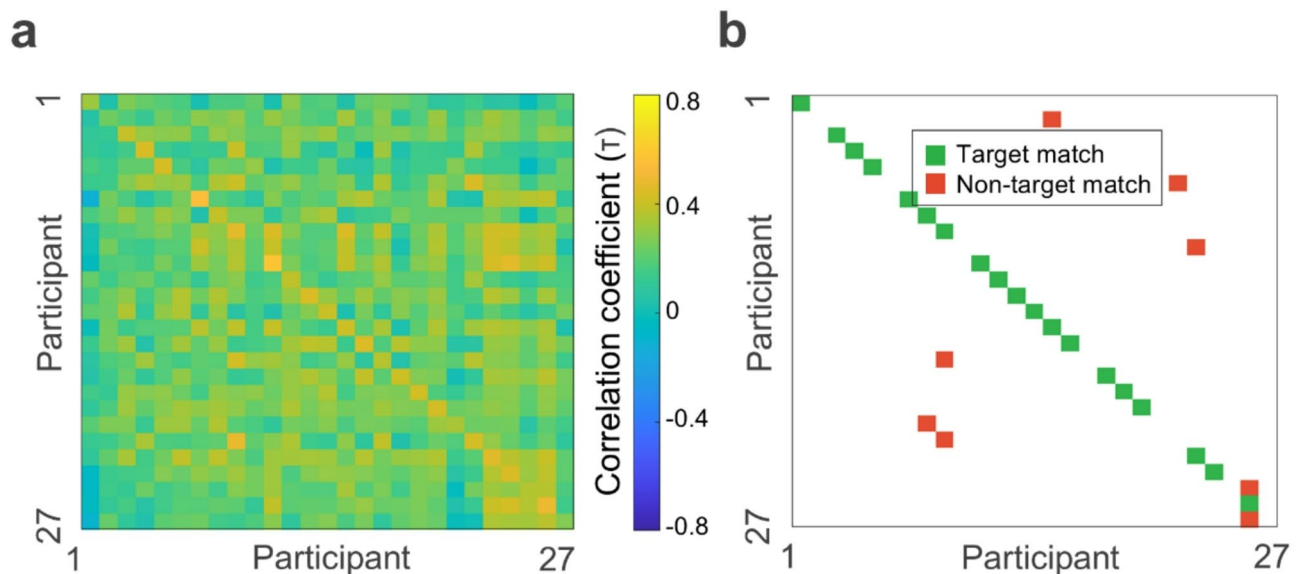 a
b
1
Participant
27
1
Participant
27
0.8
0.4
0
-0.4
-0.8
Correlation coefficient (τ)
1
Participant
27
1
Participant
27
Target match
Non-target match